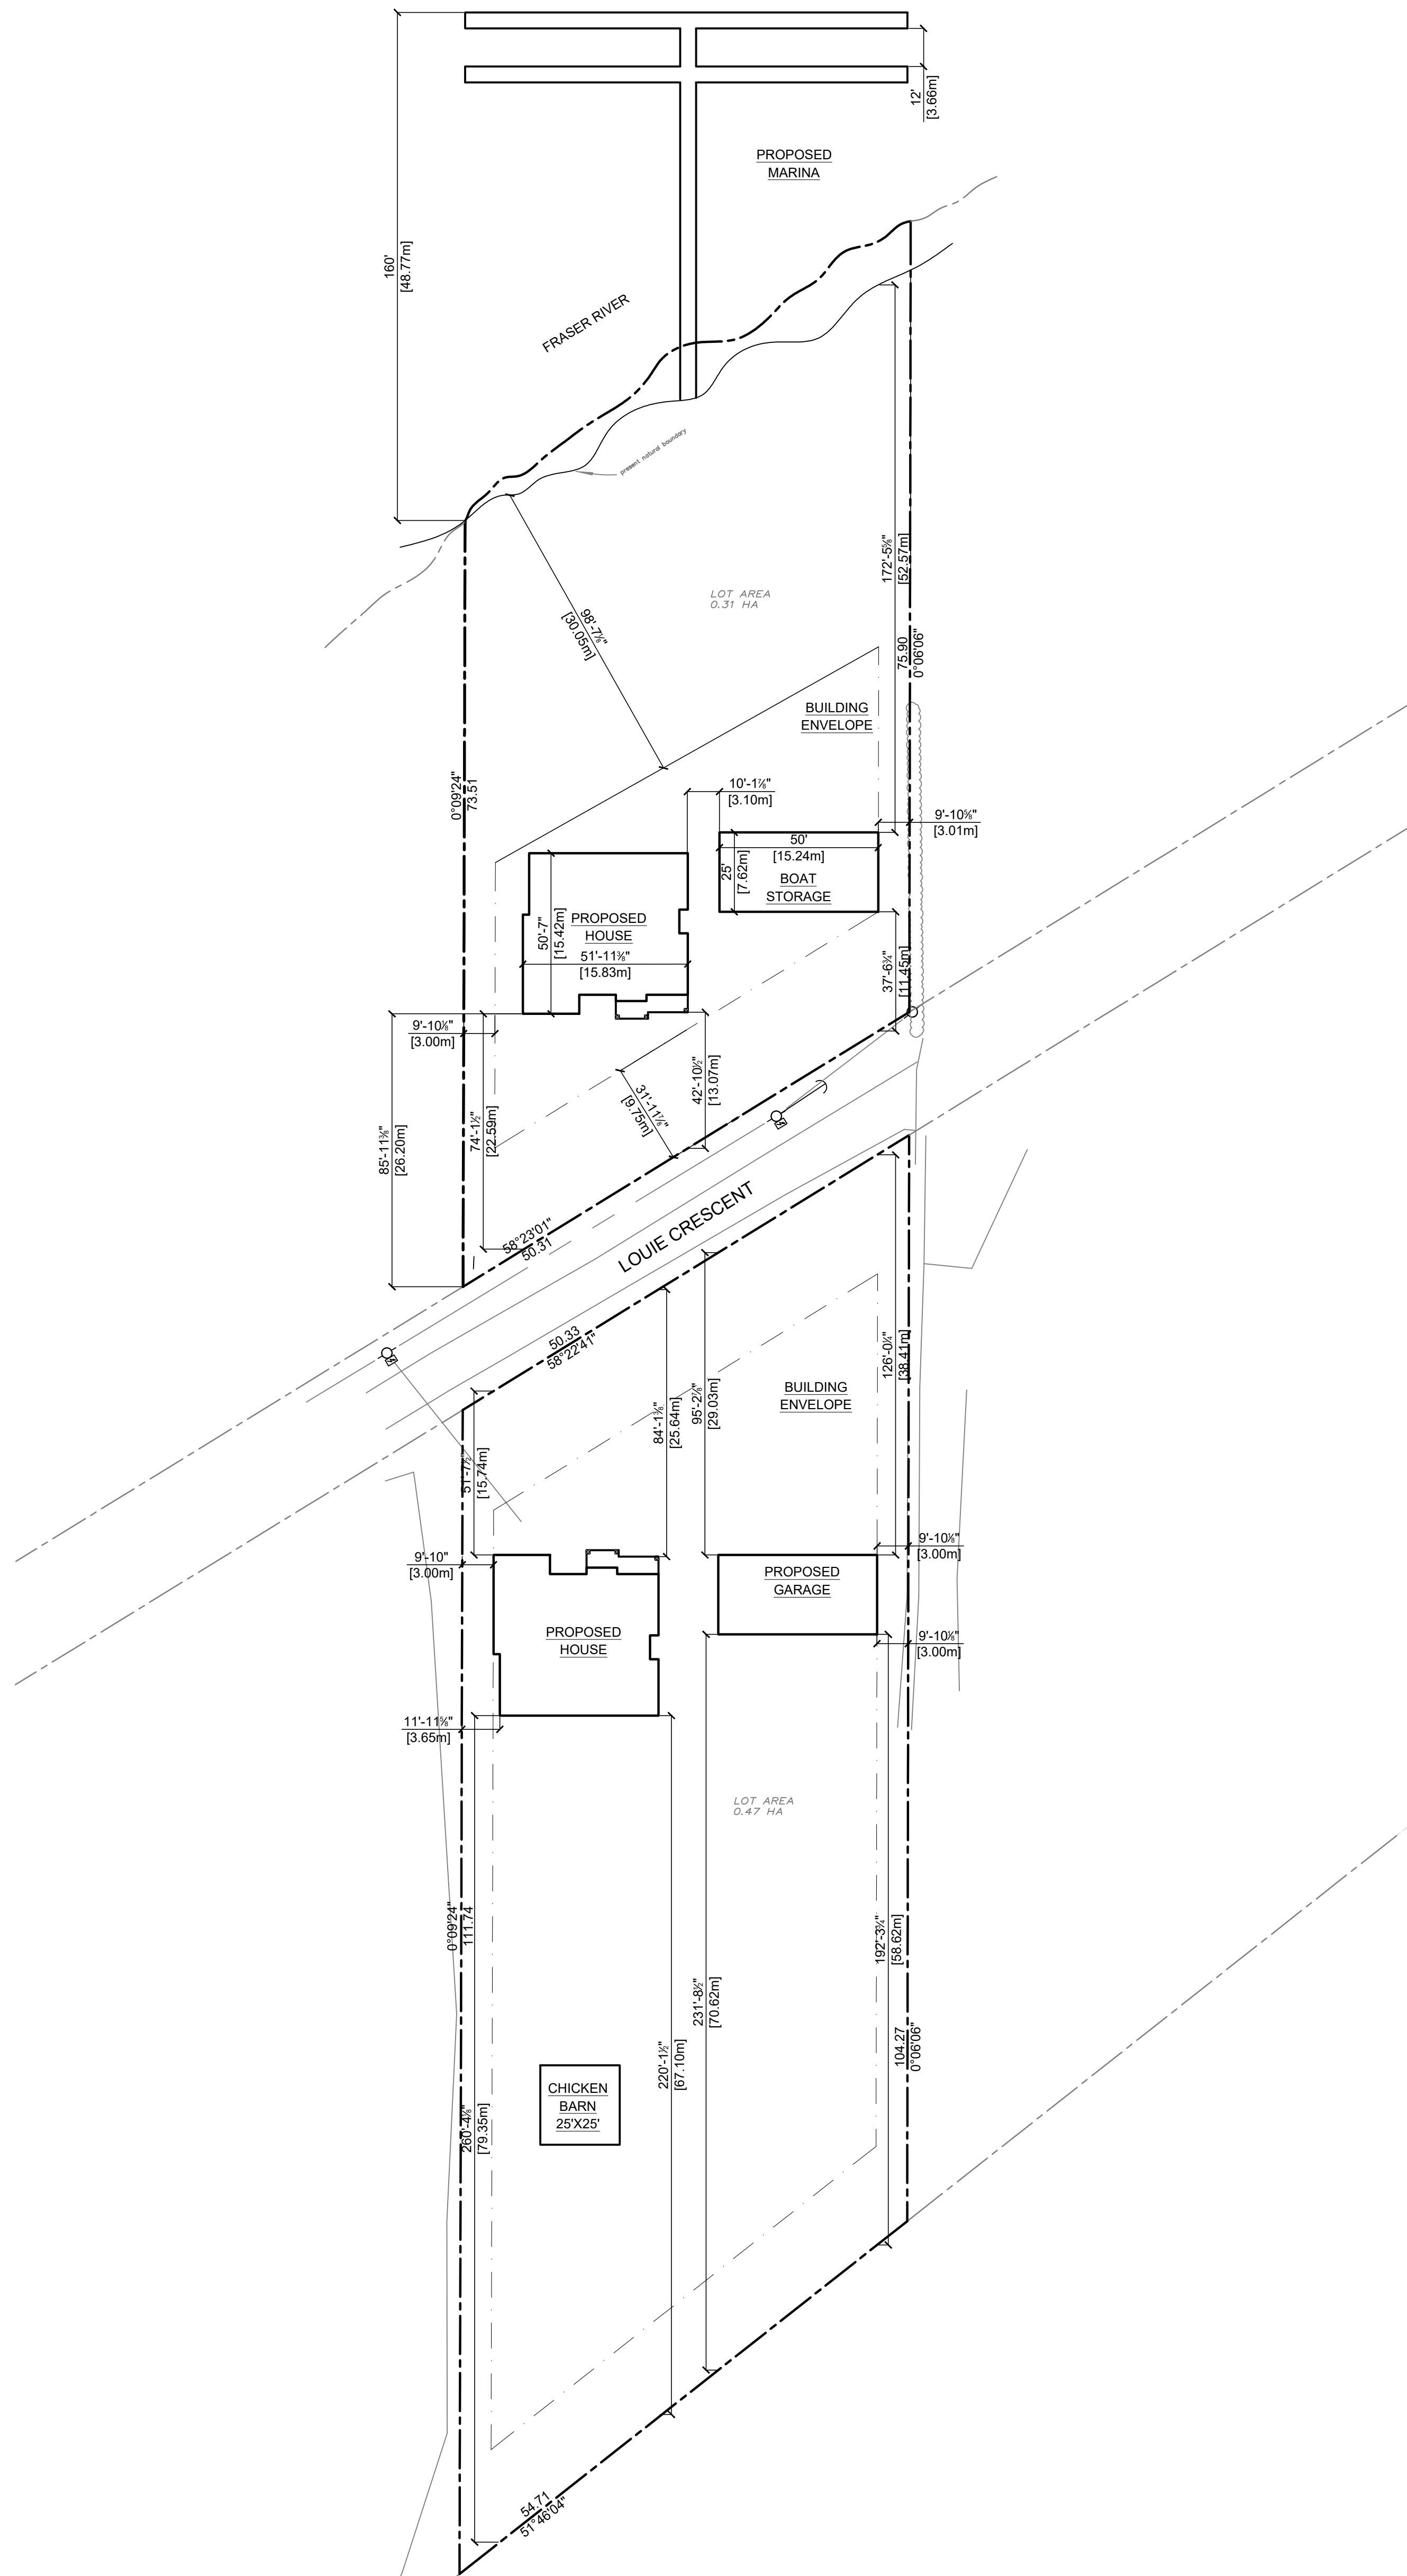 12'
[3.66m]
PROPOSED
MARINA
160'
[48.77m]
FRASER RIVER
present natural boundary
172'-5⅝"
[52.57m]
LOT AREA
0.31 HA
98'-7⅛"
[30.05m]
75.90
0°06'06"
BUILDING
ENVELOPE
0°09'24"
73.51
10'-1⅞"
[3.10m]
9'-10⅝"
[3.01m]
50'
[15.24m]
25'
[7.62m]
BOAT
STORAGE
PROPOSED
HOUSE
50'-7"
[15.42m]
51'-11⅜"
[15.83m]
37'-6¾"
[11.45m]
9'-10⅛"
[3.00m]
42'-10½"
[13.07m]
31'-11⅞"
[9.75m]
74'-1½"
[22.59m]
85'-11⅜"
[26.20m]
58°23'01"
50.31
LOUIE CRESCENT
50.33
58°22'41"
126'-0¼"
[38.41m]
BUILDING
ENVELOPE
95'-2⅞"
[29.03m]
84'-1⅜"
[25.64m]
51'-7½"
[15.74m]
9'-10"
[3.00m]
9'-10⅛"
[3.00m]
PROPOSED
GARAGE
PROPOSED
HOUSE
9'-10⅛"
[3.00m]
11'-11⅝"
[3.65m]
LOT AREA
0.47 HA
0°09'24"
111.74
192'-3¾"
[58.62m]
231'-8½"
[70.62m]
220'-1½"
[67.10m]
104.27
0°06'06"
CHICKEN
BARN
25'X25'
260'-4⅛"
[79.35m]
54.71
51°46'04"